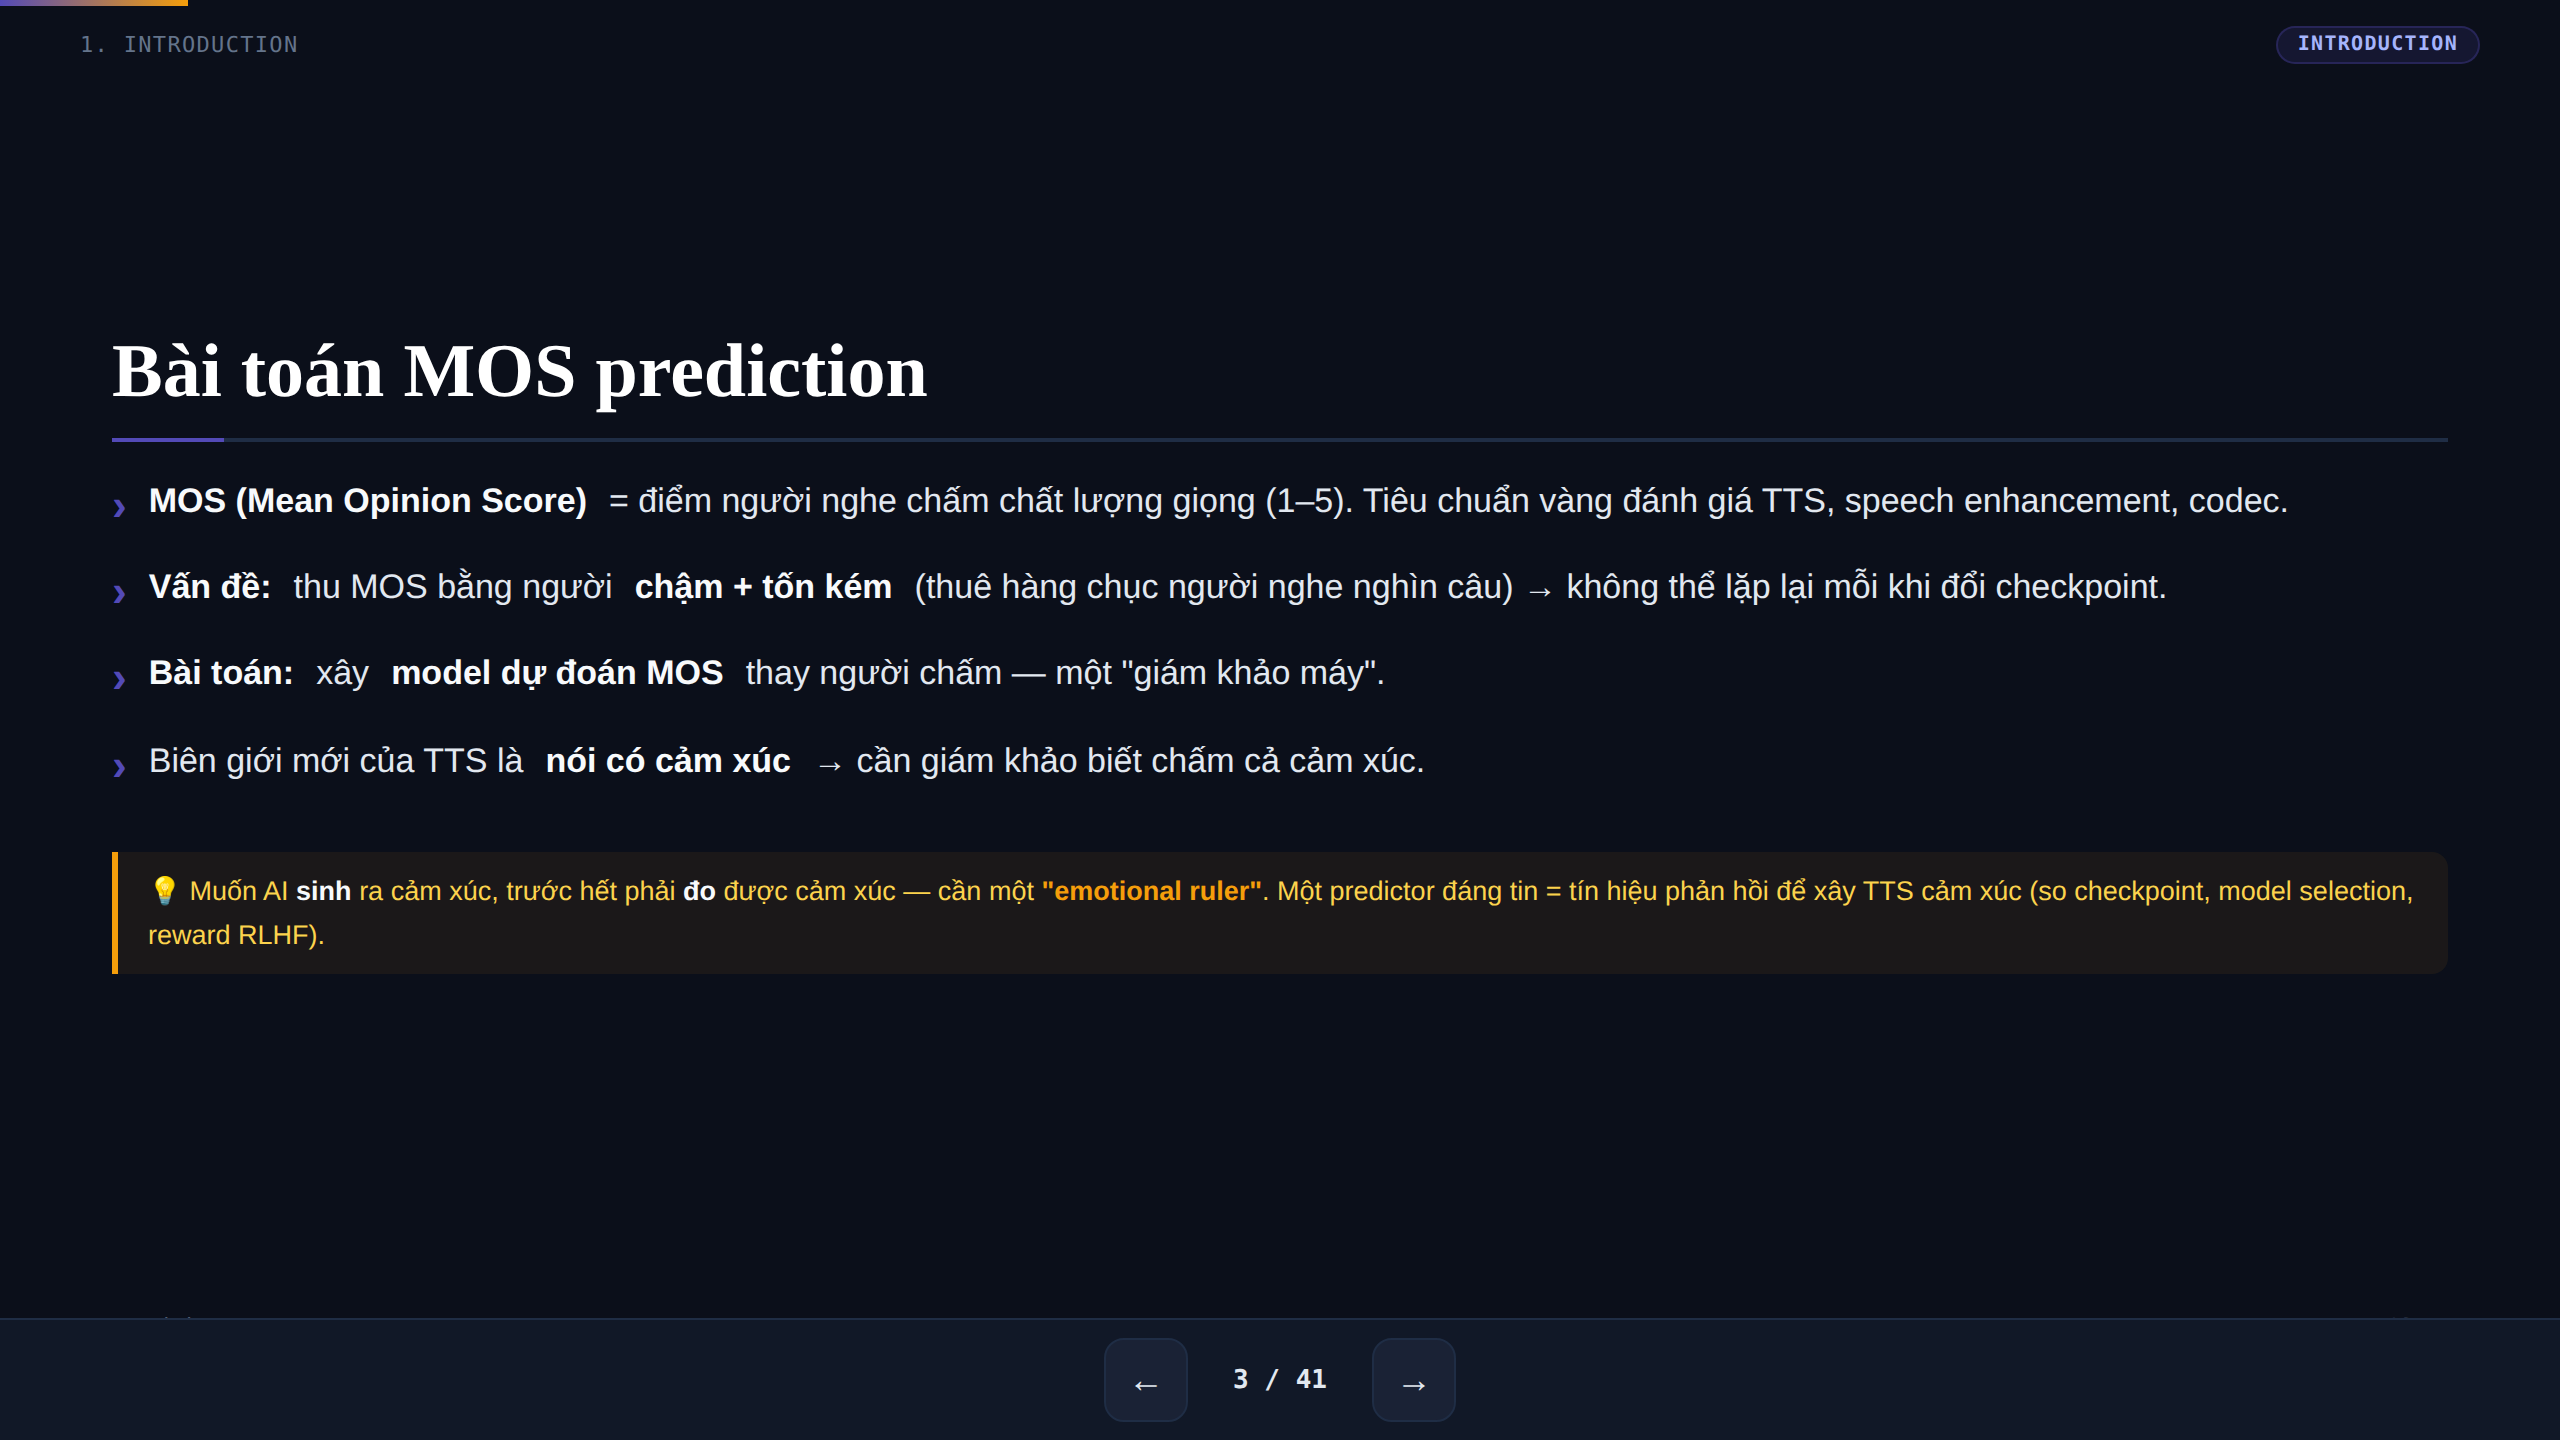 1. INTRODUCTION
INTRODUCTION
Bài toán MOS prediction
› MOS (Mean Opinion Score) = điểm người nghe chấm chất lượng giọng (1–5). Tiêu chuẩn vàng đánh giá TTS, speech enhancement, codec.
› Vấn đề: thu MOS bằng người chậm + tốn kém (thuê hàng chục người nghe nghìn câu) → không thể lặp lại mỗi khi đổi checkpoint.
› Bài toán: xây model dự đoán MOS thay người chấm — một "giám khảo máy".
› Biên giới mới của TTS là nói có cảm xúc → cần giám khảo biết chấm cả cảm xúc.
💡 Muốn AI sinh ra cảm xúc, trước hết phải đo được cảm xúc — cần một "emotional ruler". Một predictor đáng tin = tín hiệu phản hồi để xây TTS cảm xúc (so checkpoint, model selection,
reward RLHF).
← 3 / 41 →